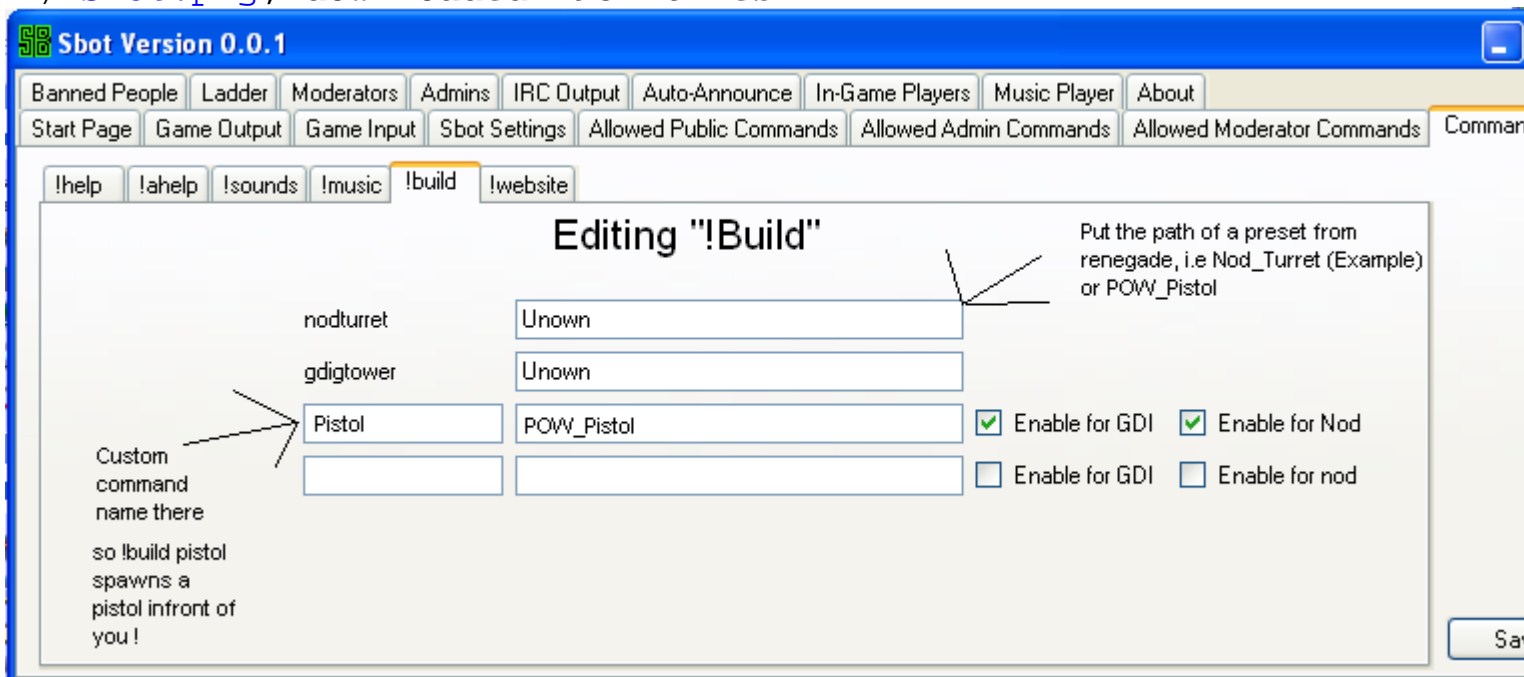 Sbot Version 0.0.1
Banned People Ladder Moderators Admins IRC Output Auto-Announce In-Game Players Music Player About
Start Page Game Output Game Input Sbot Settings Allowed Public Commands Allowed Admin Commands Allowed Moderator Commands Comman
!help !ahelp !sounds !music !build !website
Editing "!Build"
Put the path of a preset from
renegade, i.e Nod_Turret (Example)
or POW_Pistol
nodturret Unown
gdigtower Unown
Pistol POW_Pistol Enable for GDI Enable for Nod
Enable for GDI Enable for nod
Custom
command
name there
so !build pistol
spawns a
pistol infront of
you !
Sav